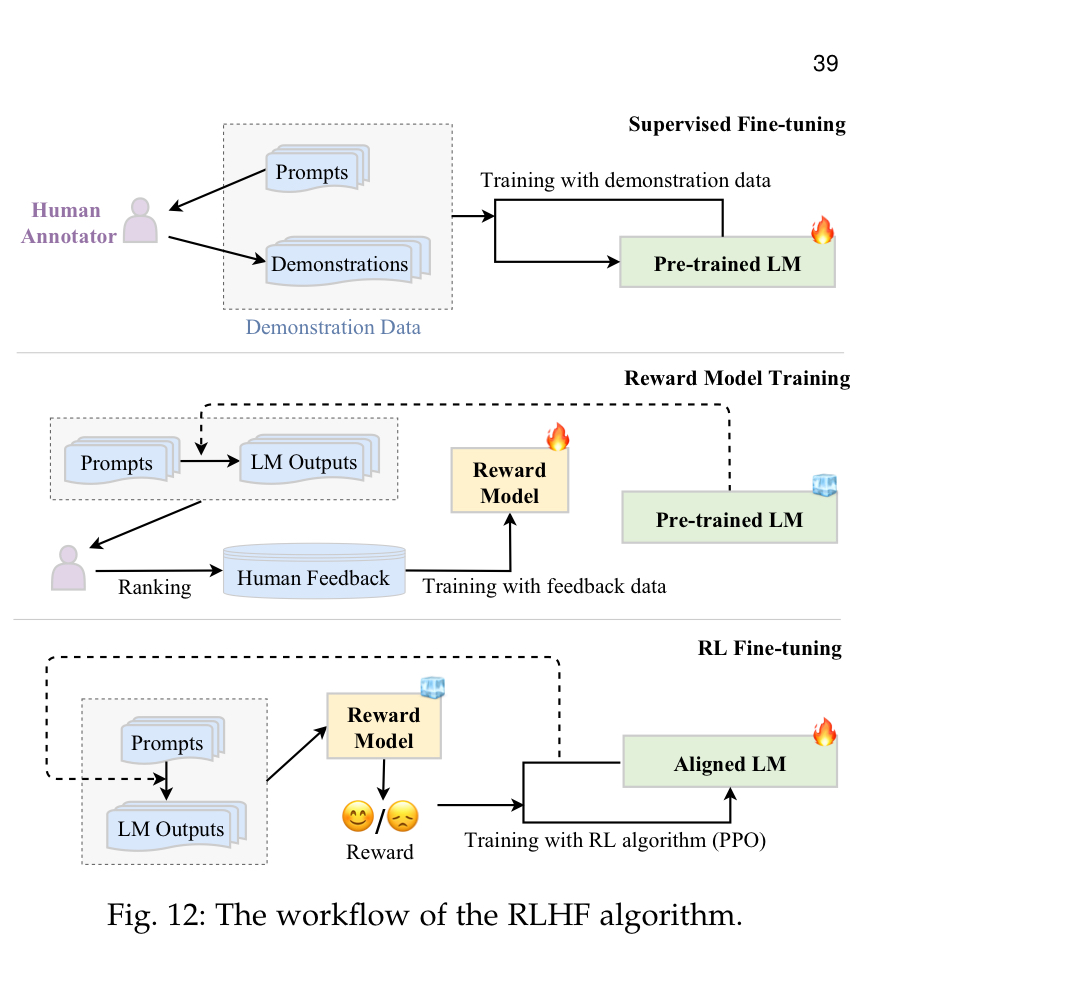 39
Supervised Fine-tuning
Prompts
Training with demonstration data
Human
Annotator
Demonstrations
Pre-trained LM
Demonstration Data
Reward Model Training
Prompts
LM Outputs
Reward
Model
Pre-trained LM
Human Feedback
Ranking
Training with feedback data
RL Fine-tuning
Prompts
Reward
Model
Aligned LM
LM Outputs
/
Reward
Training with RL algorithm (PPO)
Fig. 12: The workflow of the RLHF algorithm.